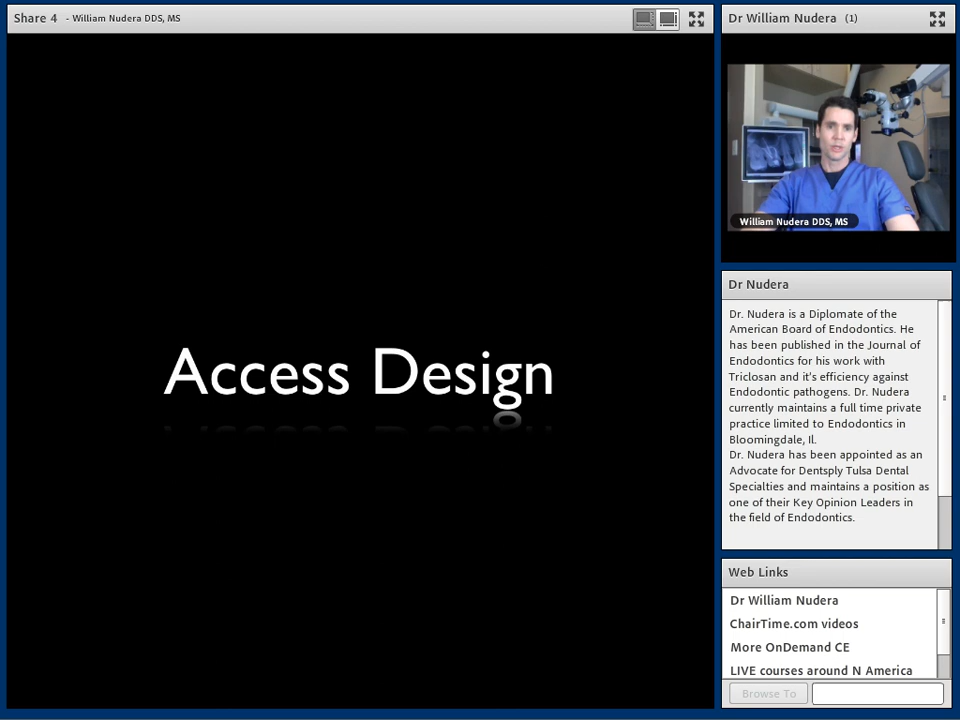 Share 4 - William Nudera DDS, MS
Access Design
Dr William Nudera (1)
William Nudera DDS, MS
Dr Nudera
Dr. Nudera is a Diplomate of the
American Board of Endodontics. He
has been published in the Journal of
Endodontics for his work with
Triclosan and it's efficiency against
Endodontic pathogens. Dr. Nudera
currently maintains a full time private
practice limited to Endodontics in
Bloomingdale, Il.
Dr. Nudera has been appointed as an
Advocate for Dentsply Tulsa Dental
Specialties and maintains a position as
one of their Key Opinion Leaders in
the field of Endodontics.
Web Links
Dr William Nudera
ChairTime.com videos
More OnDemand CE
LIVE courses around N America
Browse To